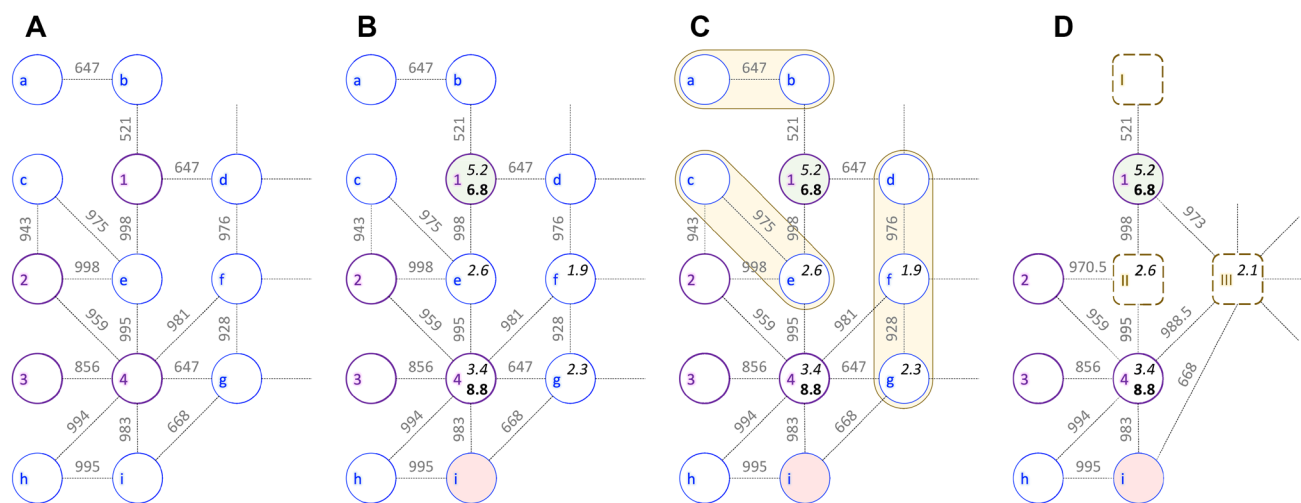 A
B
C
D
a 647 b
521
c 1 647 d
943 975 998 976
2 998 e f
959 995 981 928
3 856 4 647 g
994 983 668
h 995 i
a 647 b
521
c 1 5.2 647 d
6.8
943 975 998 976
2 998 e 2.6 f 1.9
959 995 981 928
3 856 4 3.4 647 g 2.3
8.8
994 983 668
h 995 i
a 647 b
521
c 1 5.2 647 d
6.8
943 975 998 976
2 998 e 2.6 f 1.9
959 995 981 928
3 856 4 3.4 647 g 2.3
8.8
994 983 668
h 995 i
I
521
1 5.2
6.8
998 973
2 970.5 II 2.6 III 2.1
959 995 988.5
3 856 4 3.4
8.8
994 983 668
h 995 i